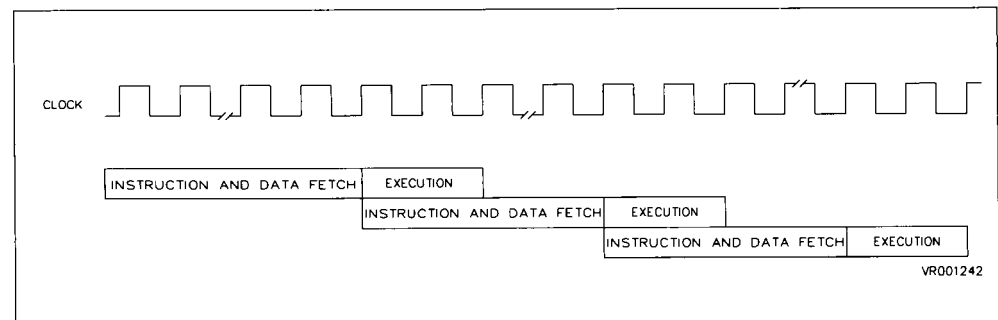 CLOCK
INSTRUCTION AND DATA FETCH
EXECUTION
INSTRUCTION AND DATA FETCH
EXECUTION
INSTRUCTION AND DATA FETCH
EXECUTION
VR001242